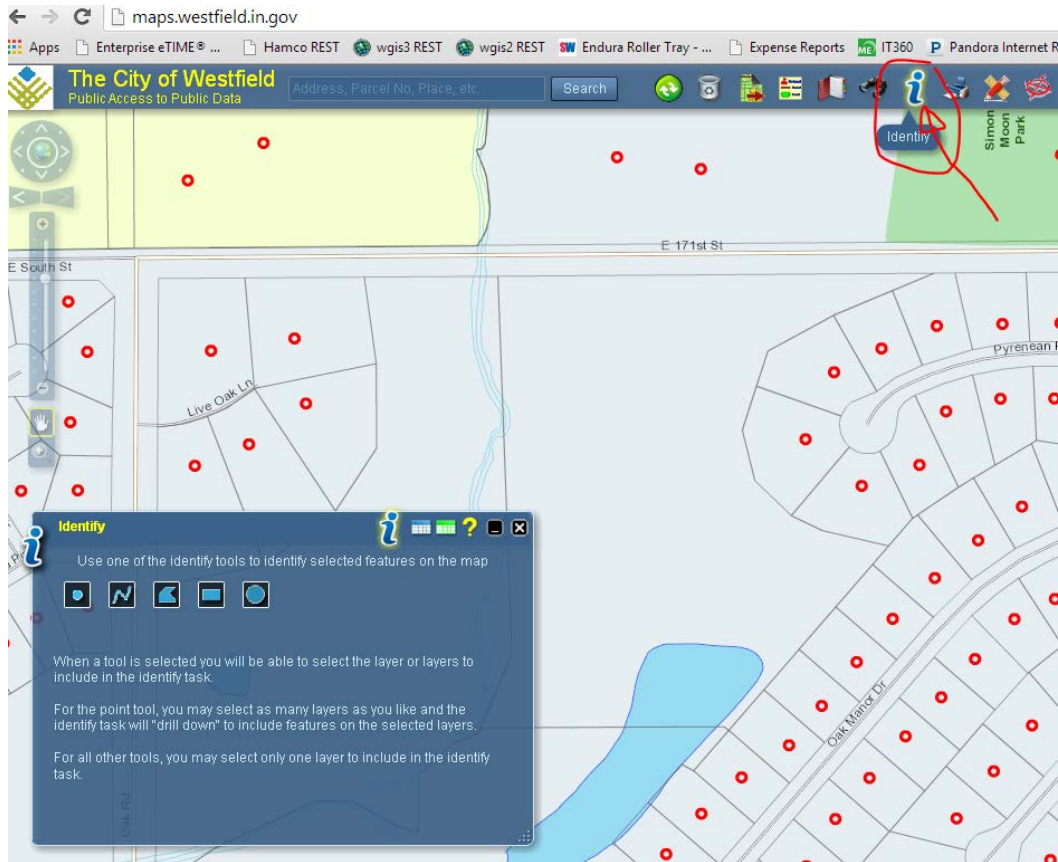 maps.westfield.in.gov
Apps Enterprise eTIME® ... Hamco REST wgis3 REST wgis2 REST SW Endura Roller Tray - ... Expense Reports ME IT360 P Pandora Internet R
The City of Westfield
Public Access to Public Data
Address, Parcel No, Place, etc.
Search
Identify
Simon
Moon
Park
E 171st St
E South St
Pyrenean P
Live Oak Ln
Identify
Use one of the identify tools to identify selected features on the map
When a tool is selected you will be able to select the layer or layers to
include in the identify task.
For the point tool, you may select as many layers as you like and the
identify task will "drill down" to include features on the selected layers.
For all other tools, you may select only one layer to include in the identify
task.
Oak Manor Dr
Oak Rd